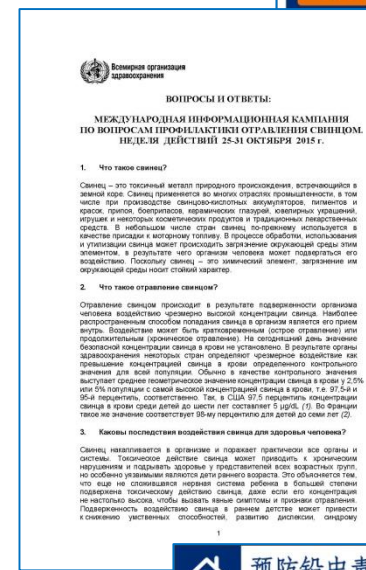 Всемирная организация
здравоохранения
ВОПРОСЫ И ОТВЕТЫ:
МЕЖДУНАРОДНАЯ ИНФОРМАЦИОННАЯ КАМПАНИЯ
ПО ВОПРОСАМ ПРОФИЛАКТИКИ ОТРАВЛЕНИЯ СВИНЦОМ.
НЕДЕЛЯ ДЕЙСТВИЙ 25-31 ОКТЯБРЯ 2015 г.
1. Что такое свинец?
Свинец – это токсичный металл природного происхождения, встречающийся в
земной коре. Свинец применяется во многих отраслях промышленности, в том
числе при производстве свинцово-кислотных аккумуляторов, пигментов и
красок, припоя, боеприпасов, керамических глазурей, ювелирных украшений,
игрушек и некоторых косметических продуктов и традиционных лекарственных
средств. В небольшом числе стран свинец по-прежнему используется в
качестве присадки к моторному топливу. В процессе обработки, использования
и утилизации свинца может происходить загрязнение окружающей среды этим
элементом, в результате чего организм человека может подвергаться его
воздействию. Поскольку свинец – это химический элемент, загрязнение им
окружающей среды носит стойкий характер.
2. Что такое отравление свинцом?
Отравление свинцом происходит в результате подверженности организма
человека воздействию чрезмерно высокой концентрации свинца. Наиболее
распространенным способом попадания свинца в организм является его прием
внутрь. Воздействие может быть кратковременным (острое отравление) или
продолжительным (хроническое отравление). На сегодняшний день значение
безопасной концентрации свинца в крови не установлено. В результате органы
здравоохранения некоторых стран определяют чрезмерное воздействие как
превышение концентрацией свинца в крови определенного контрольного
значения для всей популяции. Обычно в качестве контрольного значения
выступает среднее геометрическое значение концентрации свинца в крови у 2,5%
или 5% популяции с самой высокой концентрацией свинца в крови, т.е. 97,5-й и
95-й перцентиль, соответственно. Так, в США 97,5 перцентиль концентрации
свинца в крови среди детей до шести лет составляет 5 µg/dL (1). Во Франции
такое же значение соответствует 98-му перцентилю для детей до семи лет (2).
3. Каковы последствия воздействия свинца для здоровья человека?
Свинец накапливается в организме и поражает практически все органы и
системы. Токсическое действие свинца может приводить к хроническим
нарушениям и подрывать здоровье у представителей всех возрастных групп,
но особенно уязвимыми являются дети раннего возраста. Это объясняется тем,
что еще не сложившаяся нервная система ребенка в большей степени
подвержена токсическому действию свинца, даже если его концентрация
не настолько высока, чтобы вызвать явные симптомы и признаки отравления.
Подверженность воздействию свинца в раннем детстве может привести
к снижению умственных способностей, развитию дислексии, синдрому
1
预防铅中毒